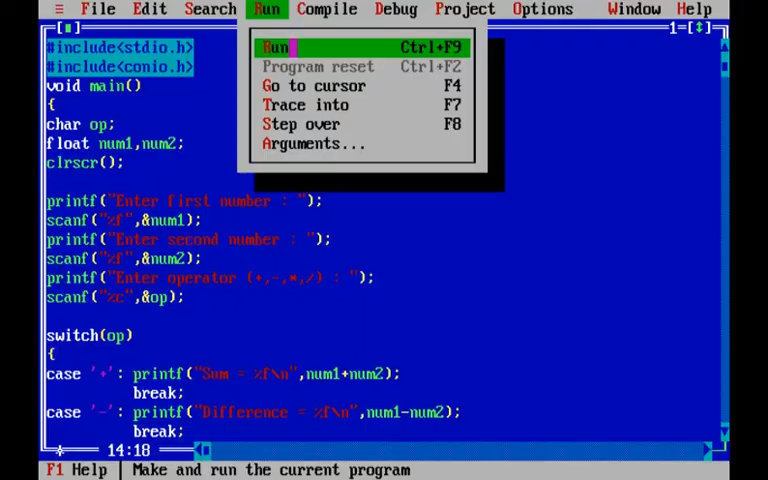 ≡ File Edit Search Run Compile Debug Project Options Window Help
1=[↕]
Run Ctrl+F9
Program reset Ctrl+F2
Go to cursor F4
Trace into F7
Step over F8
Arguments...
#include<stdio.h>
#include<conio.h>
void main()
{
char op;
float num1,num2;
clrscr();
printf("Enter first number : ");
scanf("%f",&num1);
printf("Enter second number : ");
scanf("%f",&num2);
printf("Enter operator (+,-,*,/) : ");
scanf("%c",&op);
switch(op)
{
case '+': printf("Sum = %f\n",num1+num2);
break;
case '-': printf("Difference = %f\n",num1-num2);
break;
14:18
F1 Help | Make and run the current program